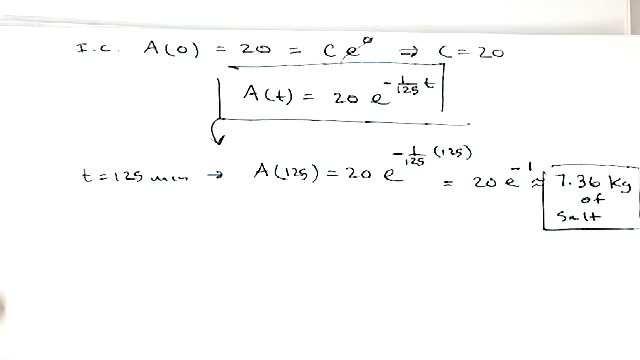 I.C. A(0) = 20 = C e^0 ⇒ C = 20
A(t) = 20 e^{-1/125 t}
t = 125 min → A(125) = 20 e^{-1/125 (125)} = 20 e^{-1} ≈ 7.36 kg
of
salt